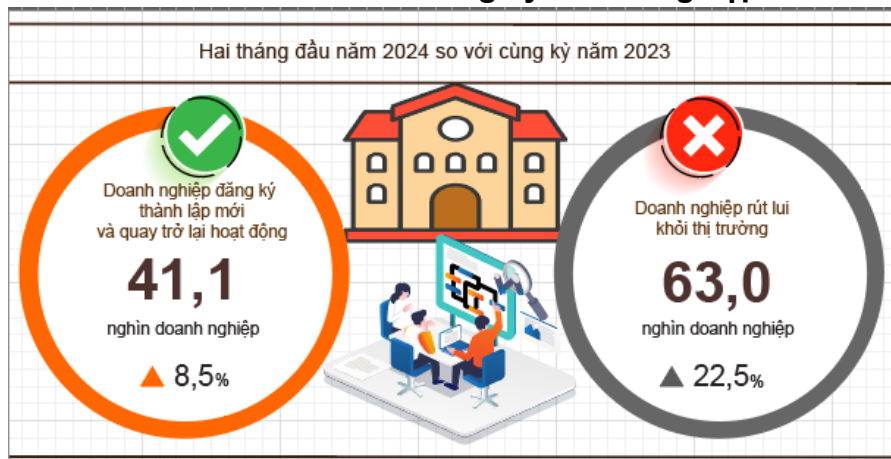 Hai tháng đầu năm 2024 so với cùng kỳ năm 2023
Doanh nghiệp đăng ký
thành lập mới
và quay trở lại hoạt động
41,1
nghìn doanh nghiệp
▲ 8,5%
Doanh nghiệp rút lui
khỏi thị trường
63,0
nghìn doanh nghiệp
▲ 22,5%